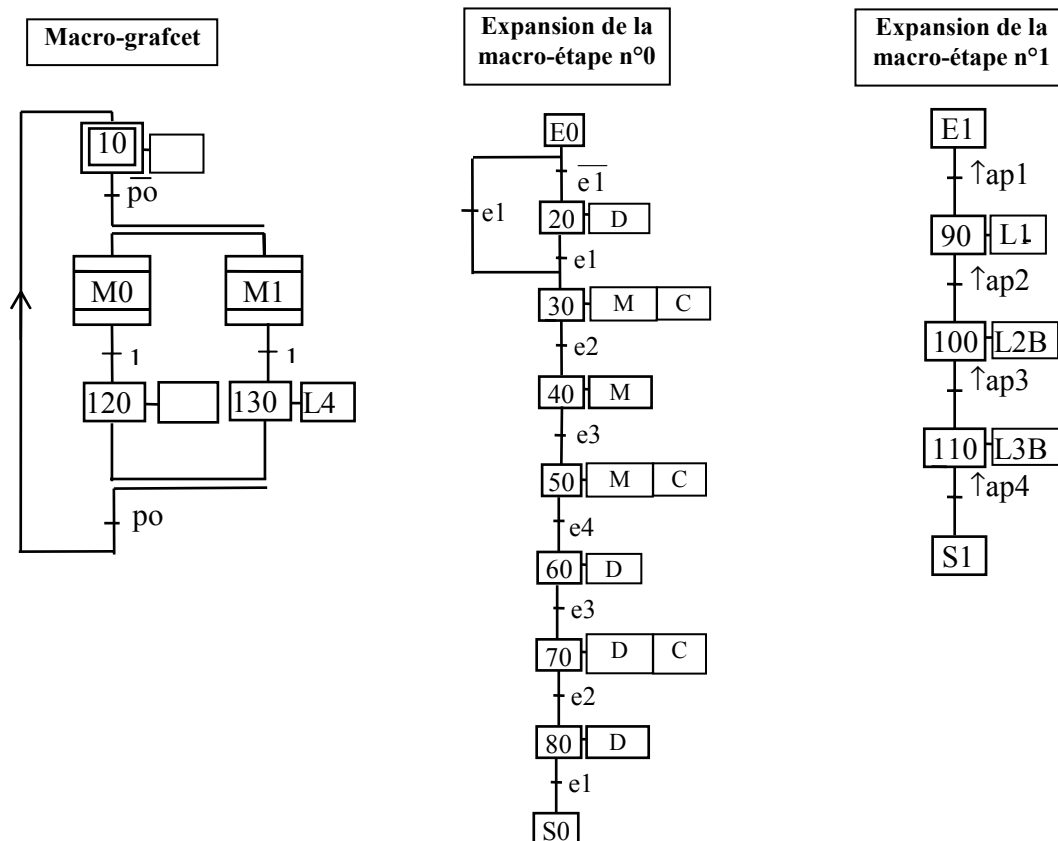 Macro-grafcet
10
po
M0
M1
1
1
120
130
L4
po
Expansion de la
macro-étape n°0
E0
e1
e1
20
D
e1
30
M
C
e2
40
M
e3
50
M
C
e4
60
D
e3
70
D
C
e2
80
D
e1
S0
Expansion de la
macro-étape n°1
E1
↑ap1
90
L1
↑ap2
100
L2B
↑ap3
110
L3B
↑ap4
S1